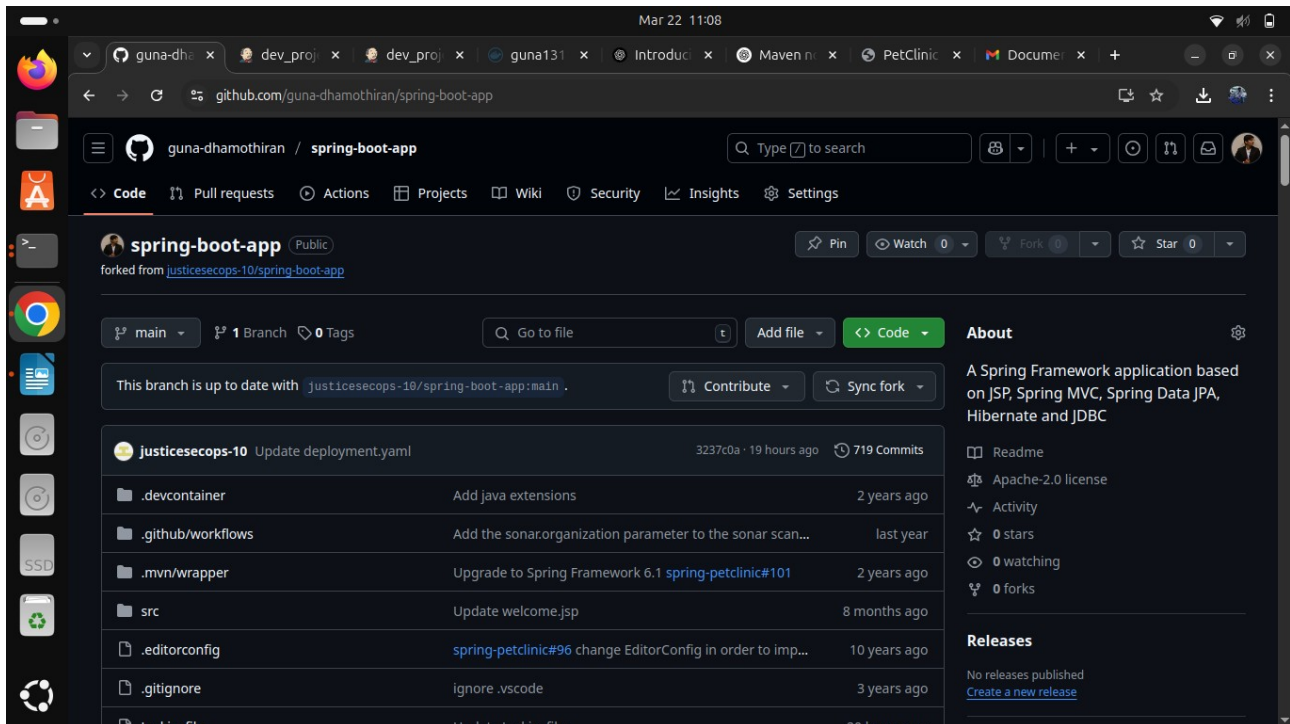 Mar 22 11:08
guna-dha dev_proj dev_proj guna131 Introduci Maven no PetClinic Documen
github.com/guna-dhamothiran/spring-boot-app
guna-dhamothiran / spring-boot-app Type / to search
<> Code Pull requests Actions Projects Wiki Security Insights Settings
spring-boot-app Public Pin Watch 0 Fork 0 Star 0
forked from justicesecops-10/spring-boot-app
main 1 Branch 0 Tags Go to file t Add file <> Code About
A Spring Framework application based
on JSP, Spring MVC, Spring Data JPA,
Hibernate and JDBC
This branch is up to date with justicesecops-10/spring-boot-app:main . Contribute Sync fork
justicesecops-10 Update deployment.yaml 3237c0a · 19 hours ago 719 Commits
.devcontainer Add java extensions 2 years ago
.github/workflows Add the sonar.organization parameter to the sonar scan... last year
.mvn/wrapper Upgrade to Spring Framework 6.1 spring-petclinic#101 2 years ago
src Update welcome.jsp 8 months ago
.editorconfig spring-petclinic#96 change EditorConfig in order to imp... 10 years ago
.gitignore ignore .vscode 3 years ago
Readme
Apache-2.0 license
Activity
0 stars
0 watching
0 forks
Releases
No releases published
Create a new release
SSD